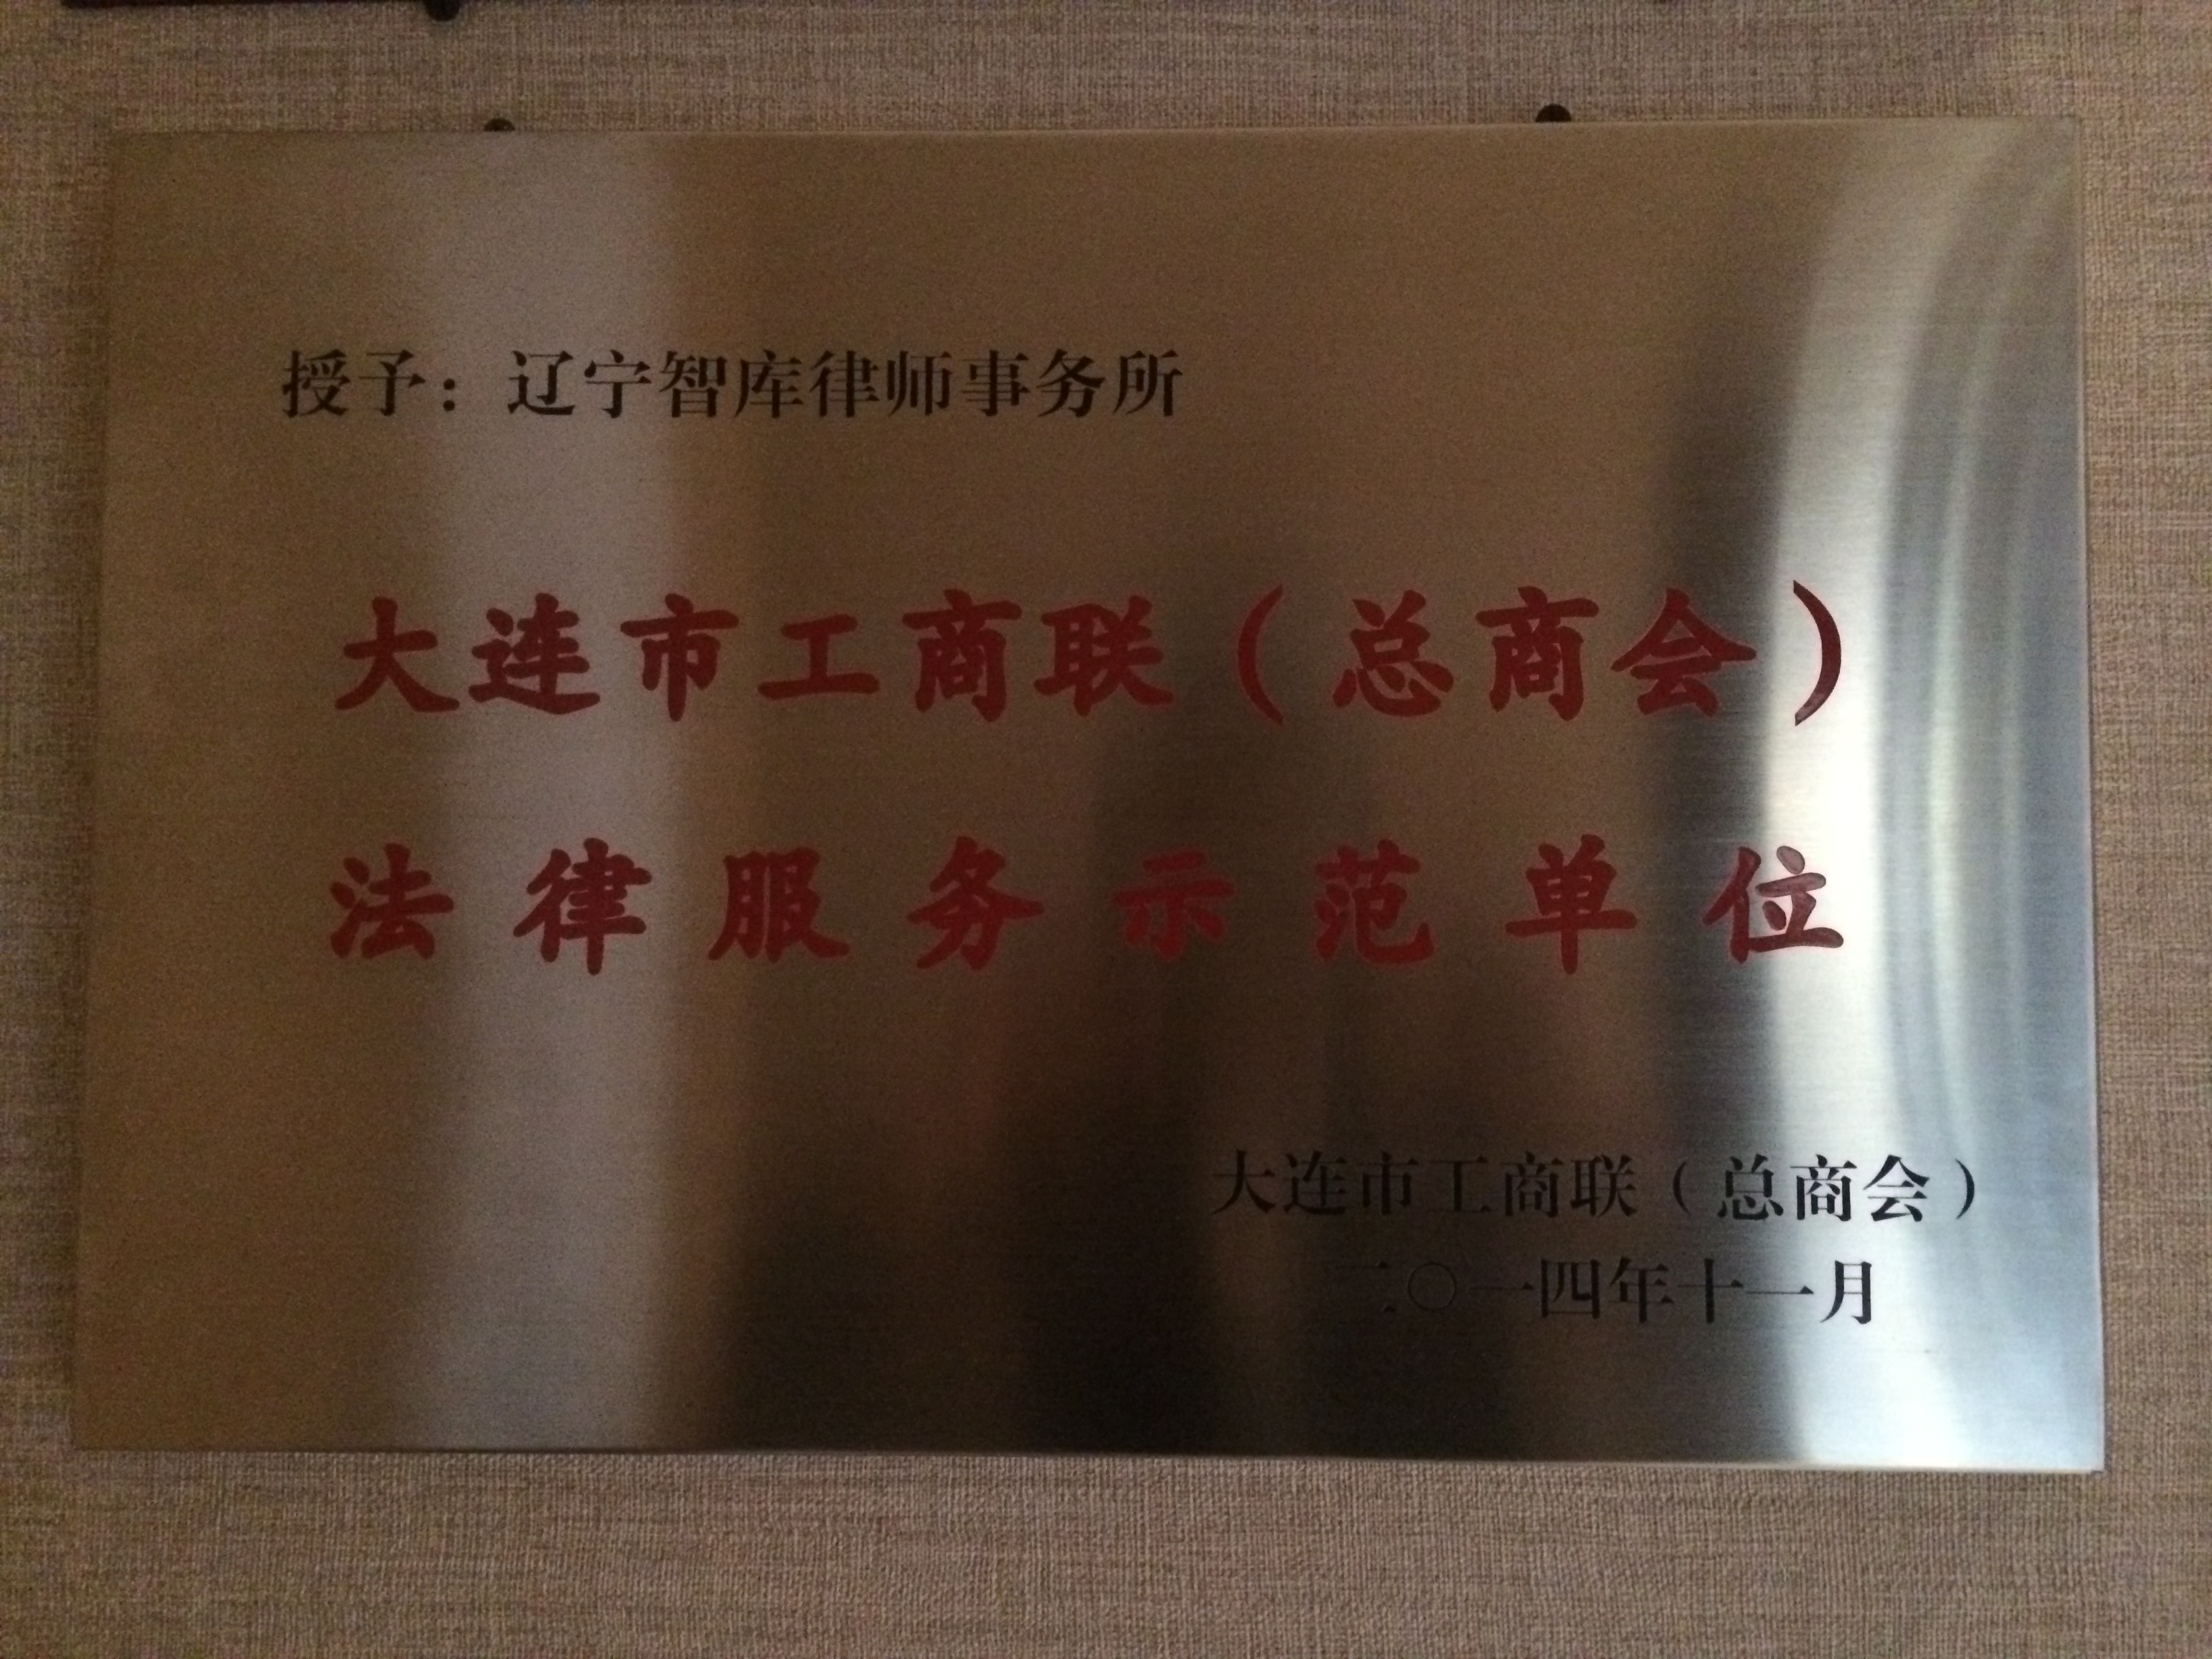 授予：辽宁智库律师事务所
大连市工商联（总商会）
法律服务示范单位
大连市工商联（总商会）
二〇一四年十一月